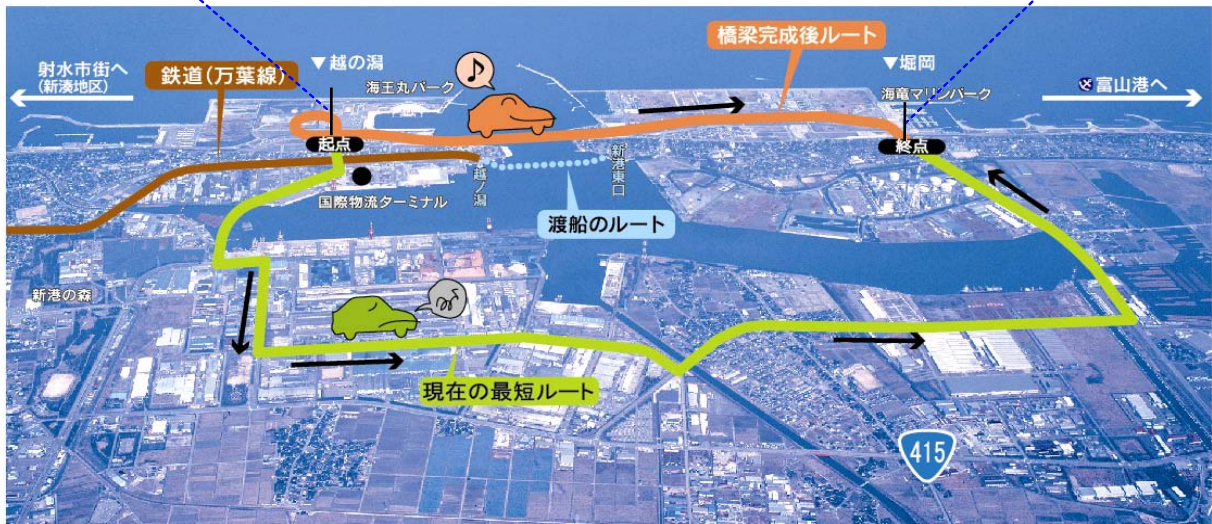 橋梁完成後ルート
▼越の潟
▼堀岡
射水市街へ
(新湊地区)
鉄道(万葉線)
海王丸パーク
海竜マリンパーク
富山港へ
起点
終点
越ノ潟
新港東口
国際物流ターミナル
渡船のルート
新港の森
現在の最短ルート
415